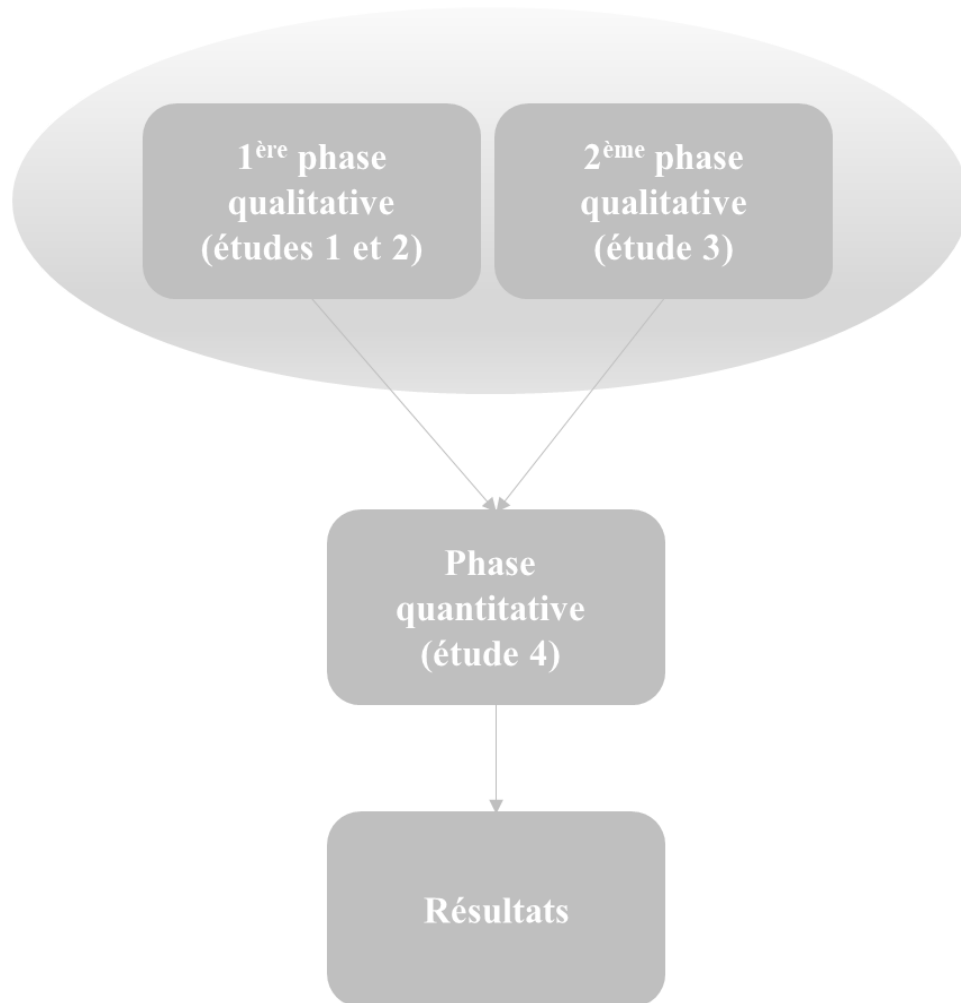 1ère phase
qualitative
(études 1 et 2)
2ème phase
qualitative
(étude 3)
Phase
quantitative
(étude 4)
Résultats